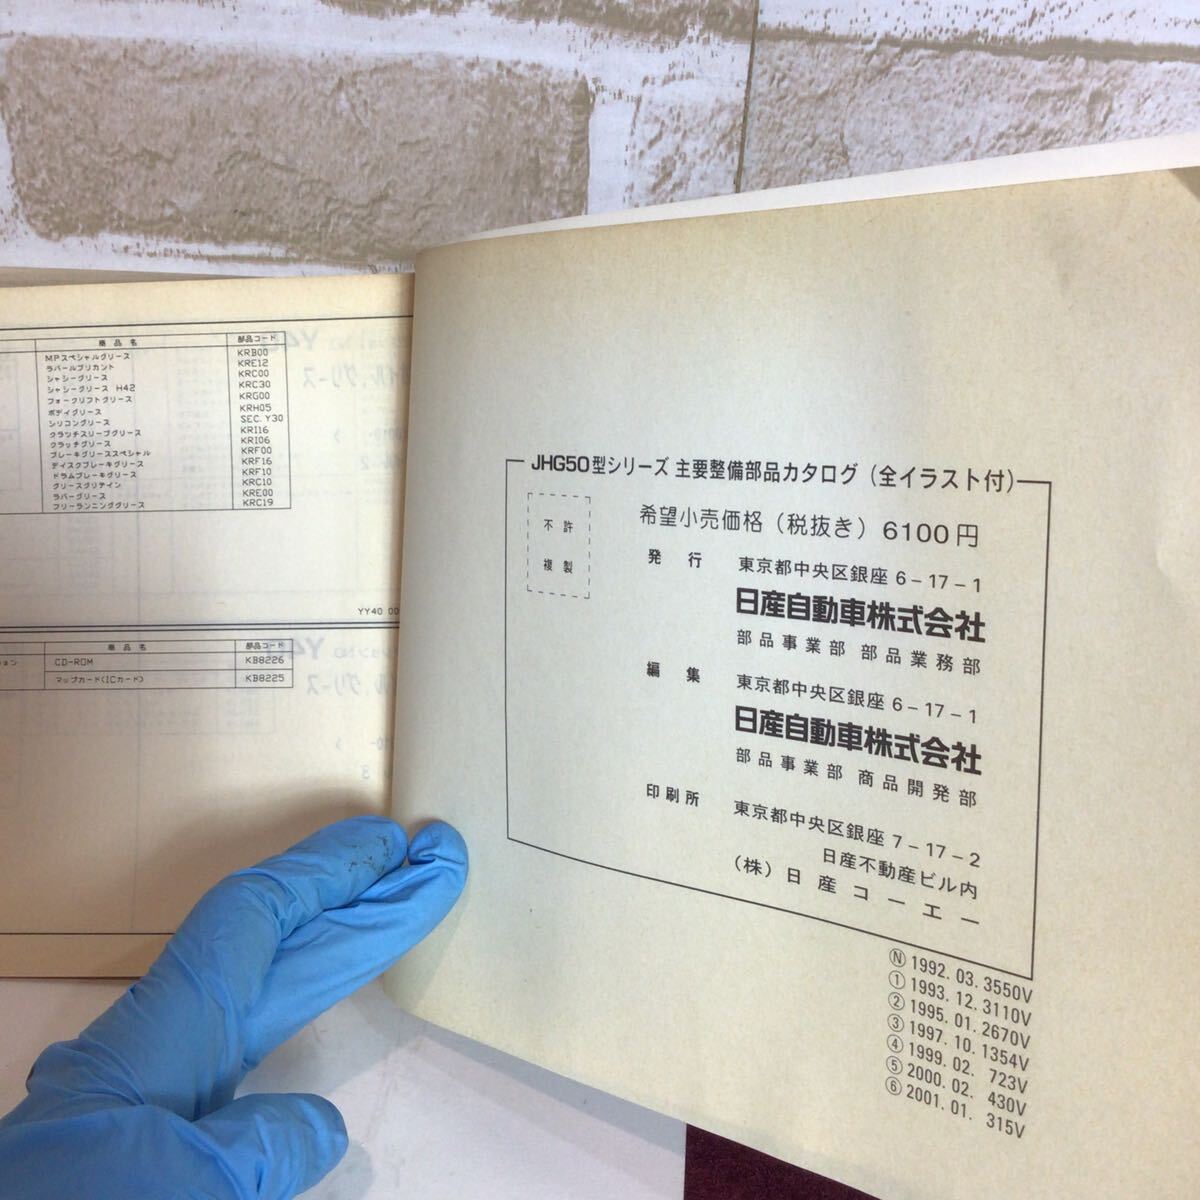 商品名 部品コード
MPスペシャルグリース KRB00
ラバールブリカント KRE12
シャシーグリース KRC00
シャシーグリース H42 KRC30
フォークリフトグリース KRG00
ボディグリース KRH05
シリコングリース SEC.Y30
クラッチスリーブグリース KRI16
クラッチグリース KRI06
ブレーキグリーススペシャル KRF00
ディスクブレーキグリース KRF16
ドラムブレーキグリース KRF10
グリースグリテイン KRC10
ラバーグリース KRE00
フリーランニンググリース KRC19
YY40 00
商品名 部品コード
ョン CD-ROM KB8226
マップカード(ICカード) KB8225
JHG50型シリーズ 主要整備部品カタログ（全イラスト付）
不許
複製
希望小売価格（税抜き）6100円
発行 東京都中央区銀座 6-17-1
日産自動車株式会社
部品事業部 部品業務部
編集 東京都中央区銀座 6-17-1
日産自動車株式会社
部品事業部 商品開発部
印刷所 東京都中央区銀座 7-17-2
日産不動産ビル内
（株）日産コーエー
Ⓝ 1992. 03. 3550V
① 1993. 12. 3110V
② 1995. 01. 2670V
③ 1997. 10. 1354V
④ 1999. 02. 723V
⑤ 2000. 02. 430V
⑥ 2001. 01. 315V